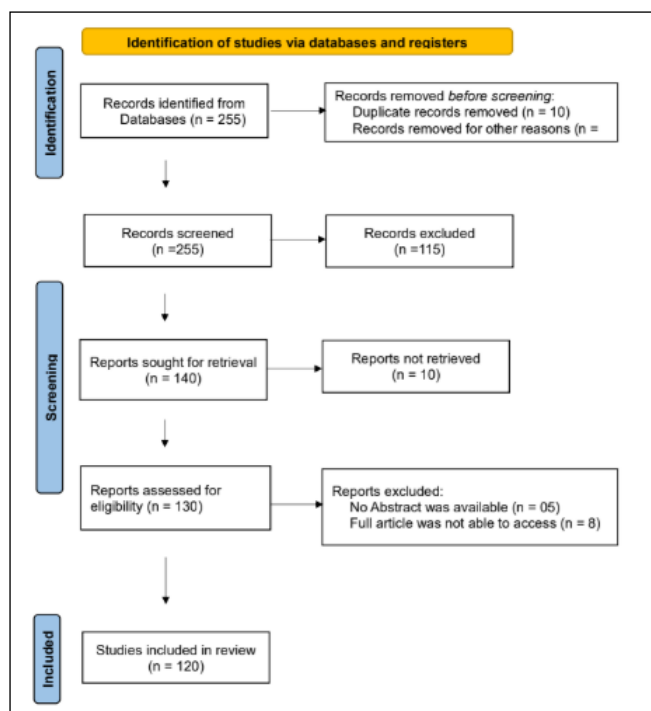 Identification of studies via databases and registers
Identification
Records identified from
Databases (n = 255)
Records removed before screening:
Duplicate records removed (n = 10)
Records removed for other reasons (n =
Records screened
(n =255)
Records excluded
(n =115)
Screening
Reports sought for retrieval
(n = 140)
Reports not retrieved
(n = 10)
Reports assessed for
eligibility (n = 130)
Reports excluded:
No Abstract was available (n = 05)
Full article was not able to access (n = 8)
Included
Studies included in review
(n = 120)